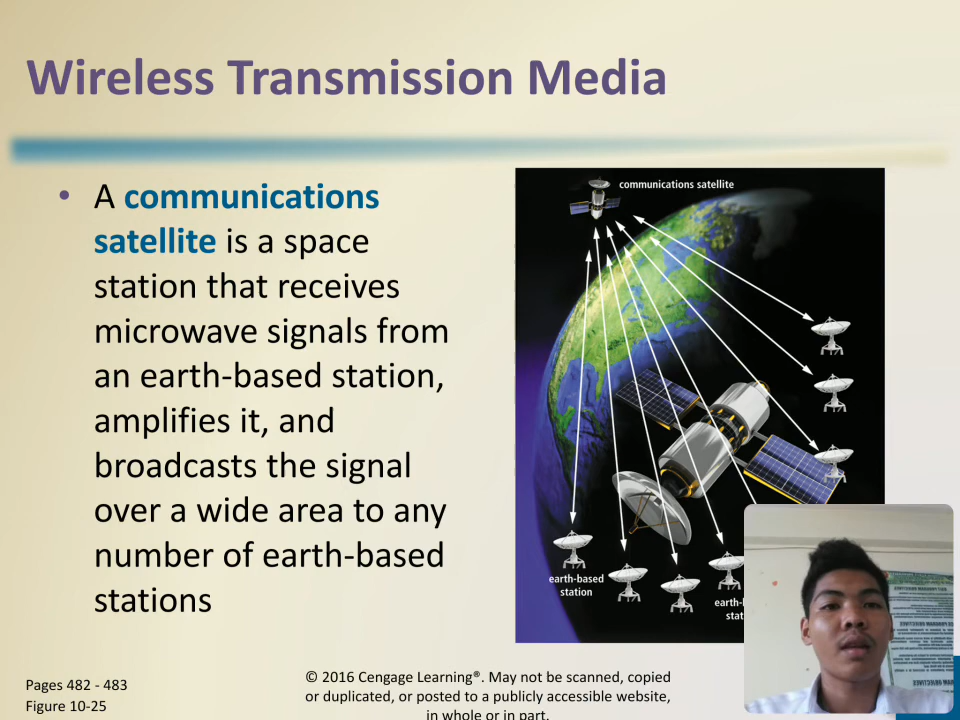 Wireless Transmission Media
• A communications
satellite is a space
station that receives
microwave signals from
an earth-based station,
amplifies it, and
broadcasts the signal
over a wide area to any
number of earth-based
stations
communications satellite
earth-based
station
Pages 482 - 483
Figure 10-25
© 2016 Cengage Learning®. May not be scanned, copied
or duplicated, or posted to a publicly accessible website,
in whole or in part.